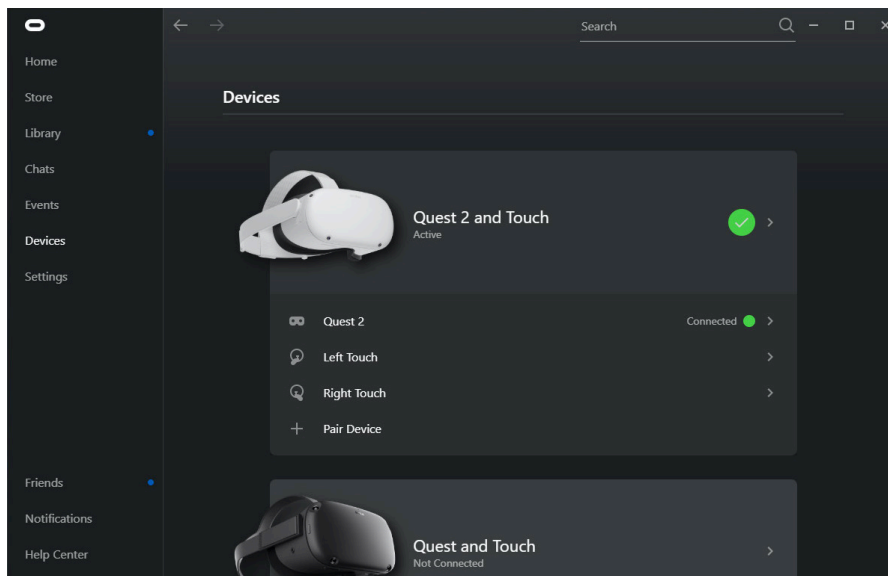 Search
Home
Store
Library
Chats
Events
Devices
Settings
Friends
Notifications
Help Center
Devices
Quest 2 and Touch
Active
Quest 2
Connected
Left Touch
Right Touch
Pair Device
Quest and Touch
Not Connected